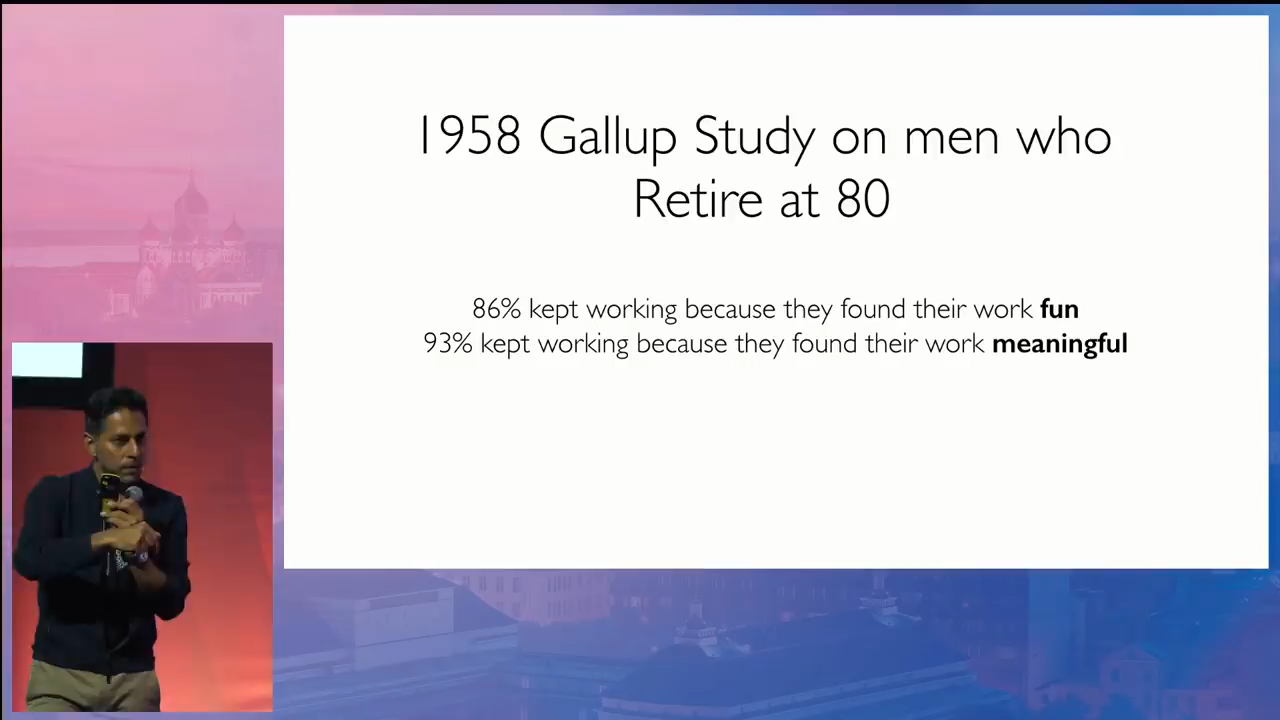 1958 Gallup Study on men who
Retire at 80
86% kept working because they found their work fun
93% kept working because they found their work meaningful